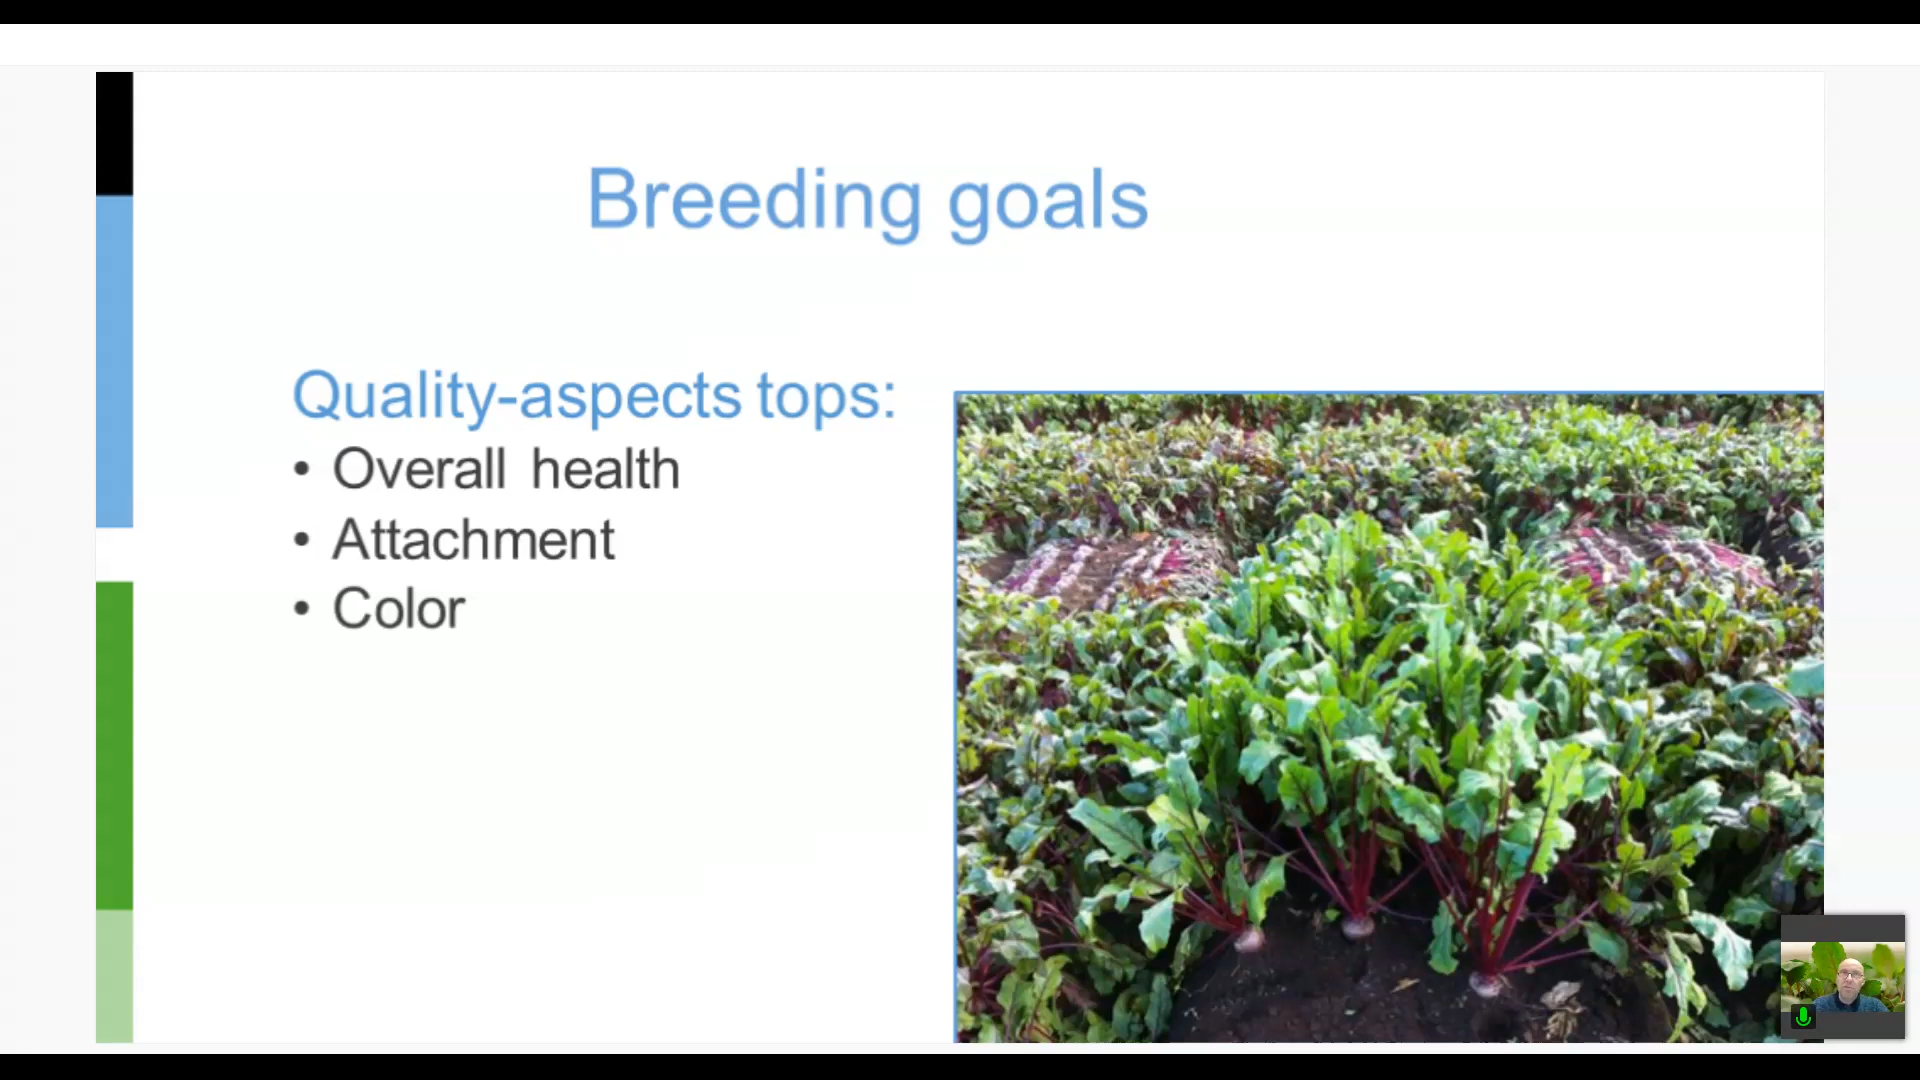 Breeding goals
Quality-aspects tops:
• Overall health
• Attachment
• Color